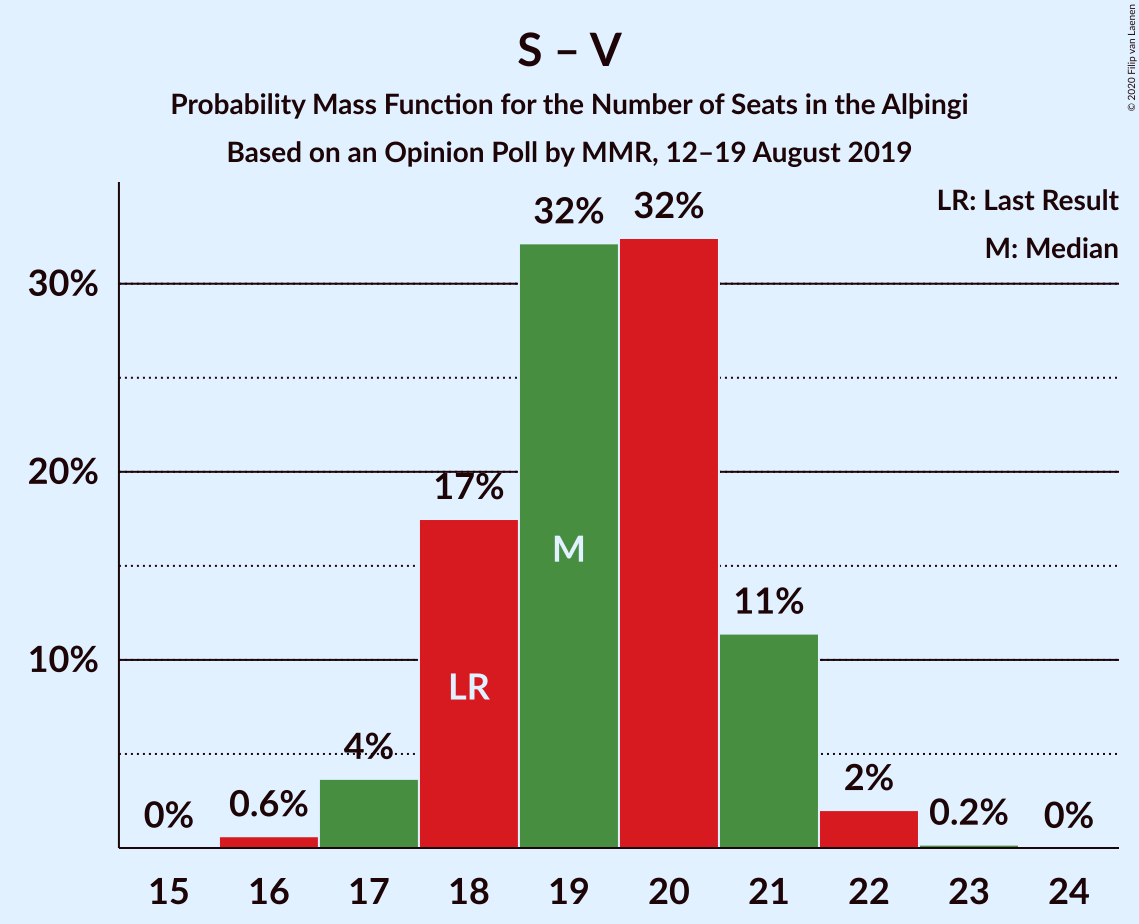 S – V
Probability Mass Function for the Number of Seats in the Alþingi
Based on an Opinion Poll by MMR, 12–19 August 2019
© 2020 Filip van Laenen
LR: Last Result
M: Median
30%
20%
10%
0%
0.6%
4%
17%
32%
32%
11%
2%
0.2%
0%
LR
M
15 16 17 18 19 20 21 22 23 24